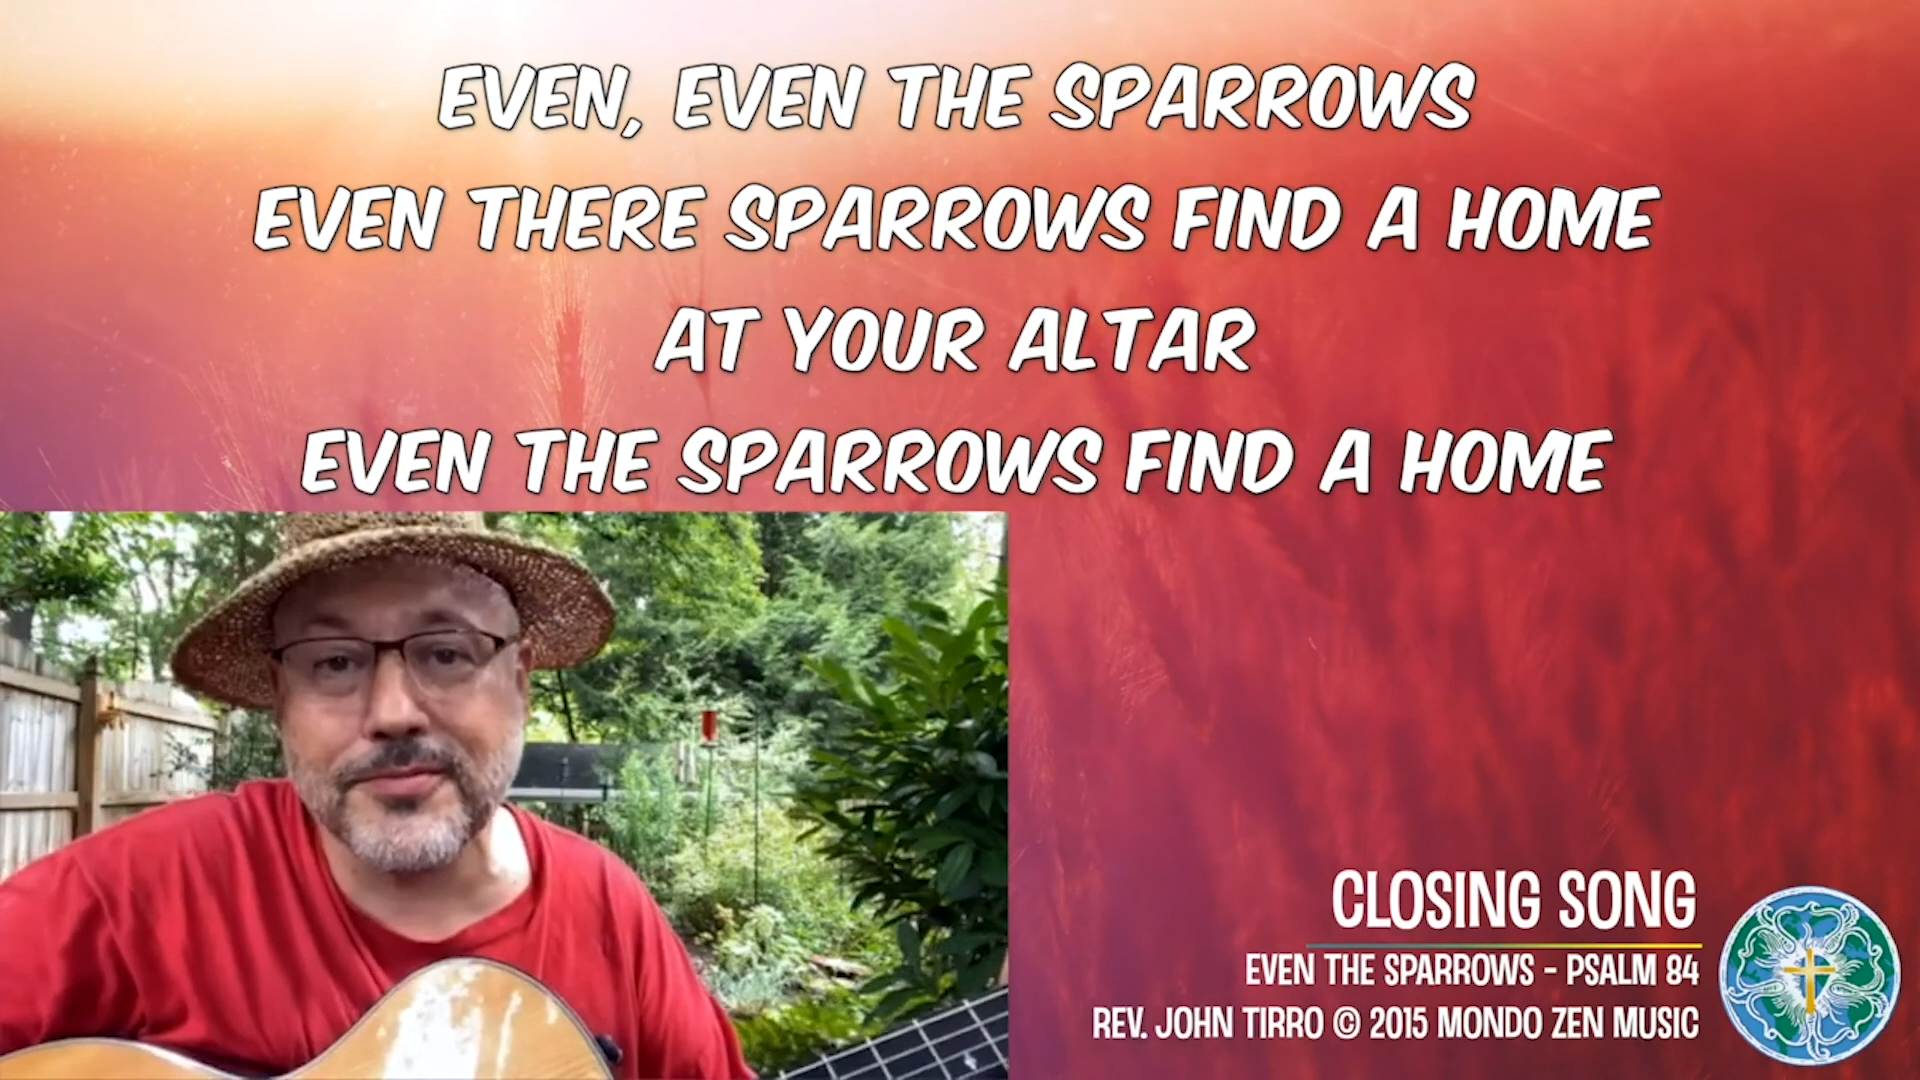 EVEN, EVEN THE SPARROWS
EVEN THERE SPARROWS FIND A HOME
AT YOUR ALTAR
EVEN THE SPARROWS FIND A HOME
CLOSING SONG
EVEN THE SPARROWS - PSALM 84
REV. JOHN TIRRO © 2015 MONDO ZEN MUSIC